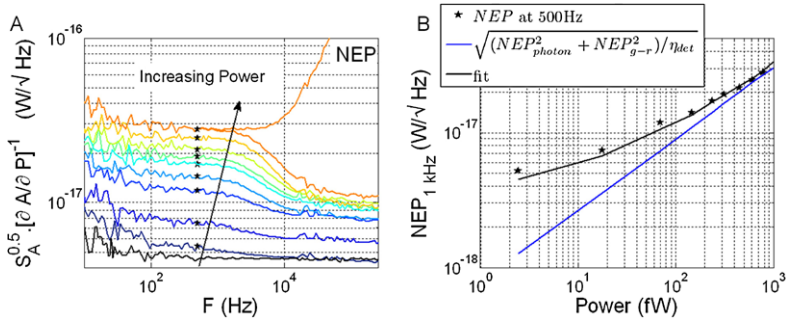 A
10^-16
NEP
Increasing Power
10^-17
S_A^0.5.[∂ A/∂ P]^-1 (W/√Hz)
10^2
10^4
F (Hz)
B
★ NEP at 500Hz
√(NEP²_photon + NEP²_g−r)/η_det
fit
10^-17
10^-18
NEP_1 kHz (W/√Hz)
10^0
10^1
10^2
10^3
Power (fW)